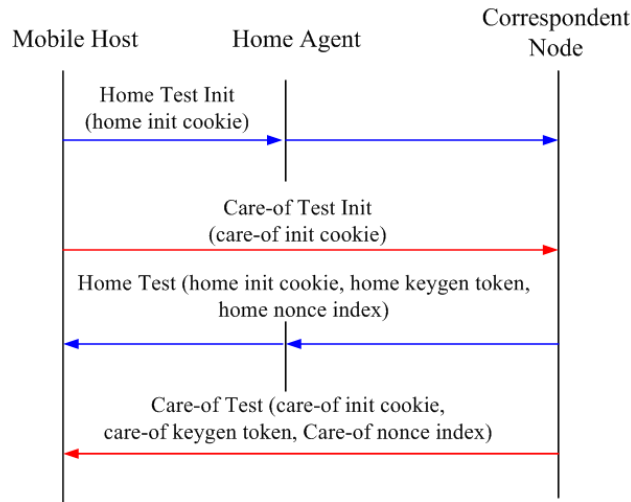 Mobile Host
Home Agent
Correspondent
Node
Home Test Init
(home init cookie)
Care-of Test Init
(care-of init cookie)
Home Test (home init cookie, home keygen token,
home nonce index)
Care-of Test (care-of init cookie,
care-of keygen token, Care-of nonce index)